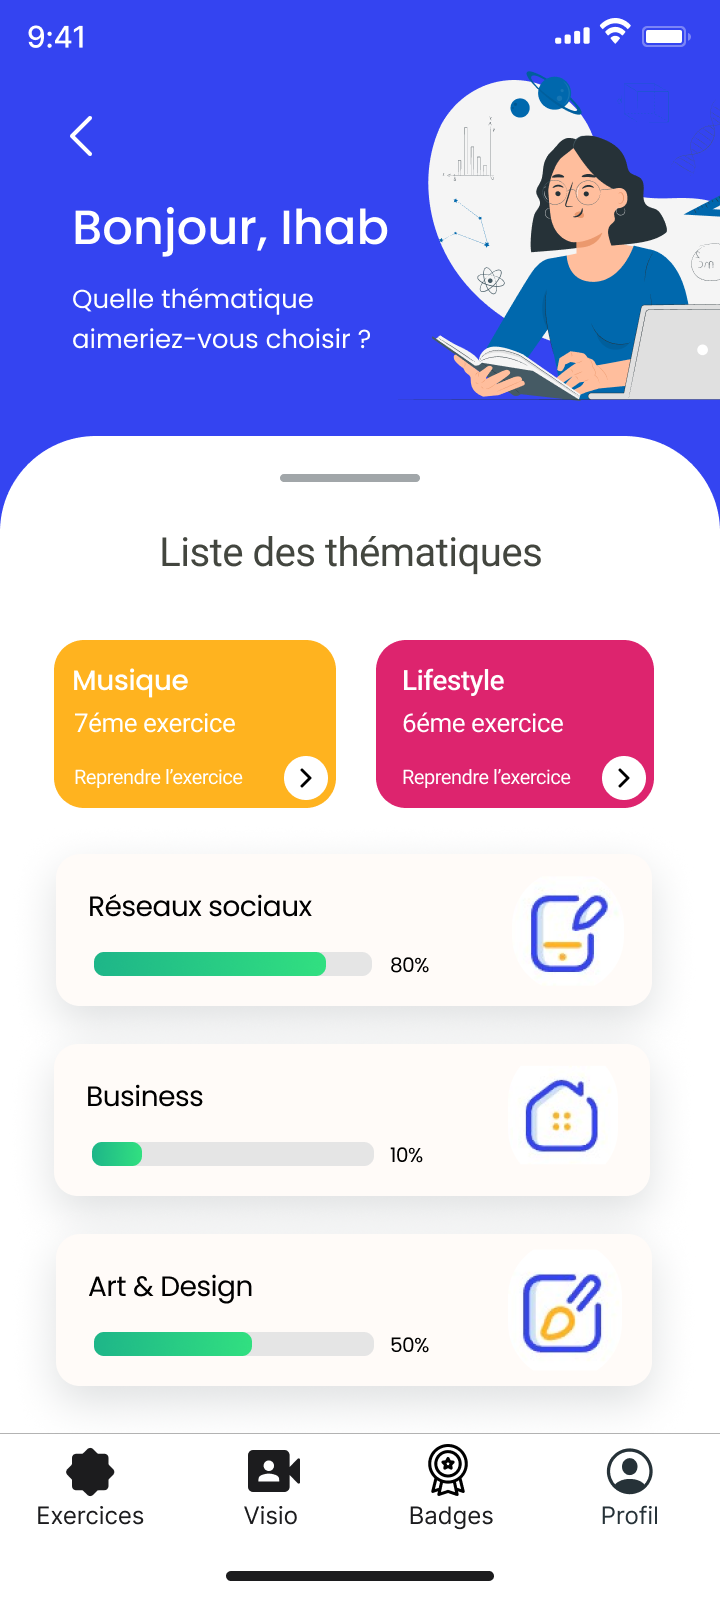 9:41
Bonjour, Ihab
Quelle thématique
aimeriez-vous choisir ?
Liste des thématiques
Musique
7éme exercice
Reprendre l’exercice
Lifestyle
6éme exercice
Reprendre l’exercice
Réseaux sociaux
80%
Business
10%
Art & Design
50%
Exercices
Visio
Badges
Profil